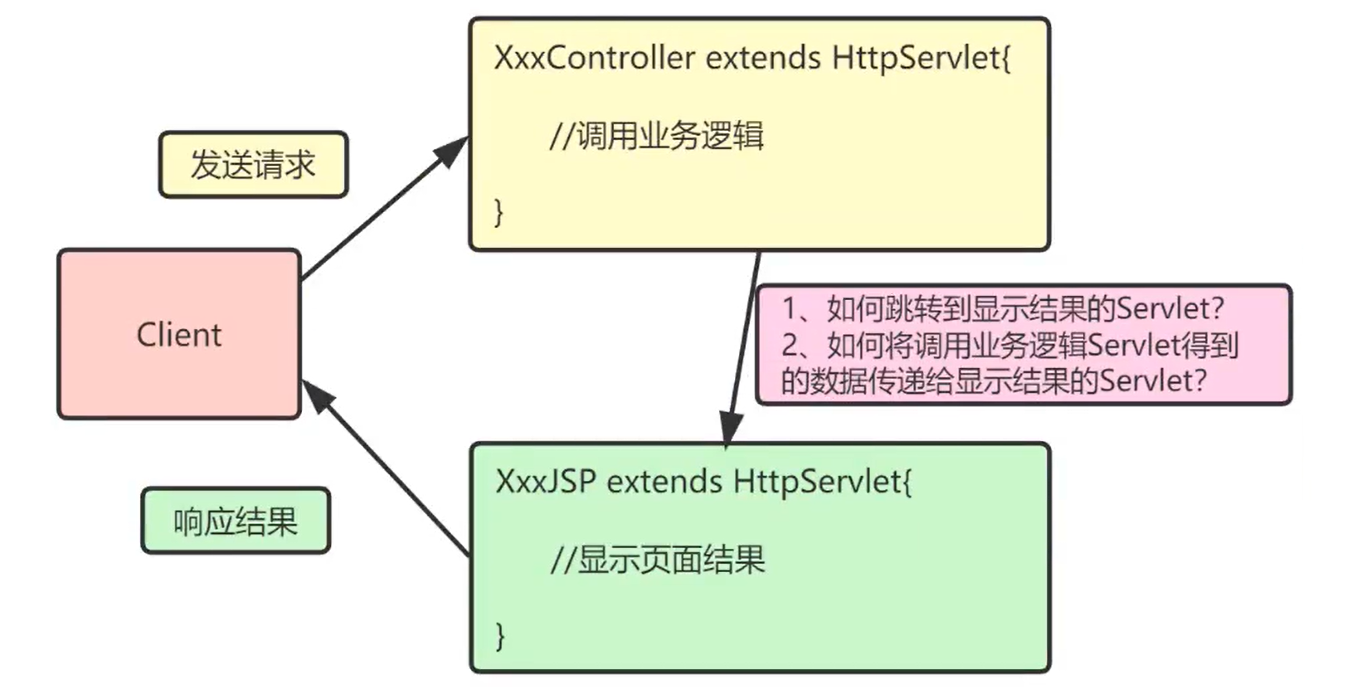 XxxController extends HttpServlet{
//调用业务逻辑
}
发送请求
Client
1、如何跳转到显示结果的Servlet？
2、如何将调用业务逻辑Servlet得到
的数据传递给显示结果的Servlet？
XxxJSP extends HttpServlet{
//显示页面结果
}
响应结果